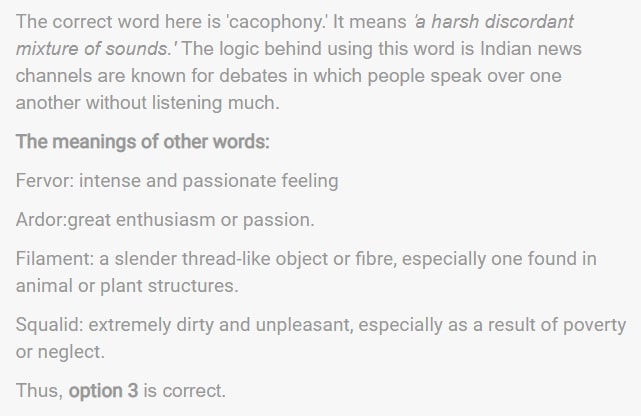 The correct word here is 'cacophony.' It means 'a harsh discordant
mixture of sounds.' The logic behind using this word is Indian news
channels are known for debates in which people speak over one
another without listening much.
The meanings of other words:
Fervor: intense and passionate feeling
Ardor:great enthusiasm or passion.
Filament: a slender thread-like object or fibre, especially one found in
animal or plant structures.
Squalid: extremely dirty and unpleasant, especially as a result of poverty
or neglect.
Thus, option 3 is correct.